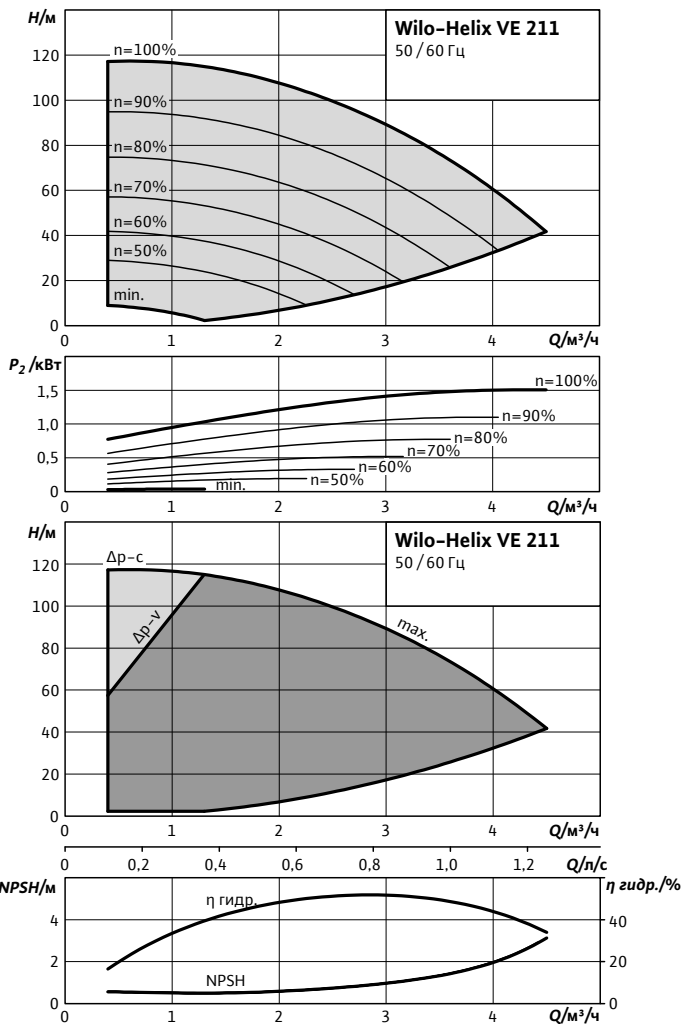 H/м
Wilo-Helix VE 211
50/60 Гц
120
100
80
60
40
20
0
n=100%
n=90%
n=80%
n=70%
n=60%
n=50%
min.
0 1 2 3 4 Q/м³/ч
P₂/кВт
1,5
1,0
0,5
0
n=100%
n=90%
n=80%
n=70%
n=60%
n=50%
min.
0 1 2 3 4 Q/м³/ч
H/м
Wilo-Helix VE 211
50/60 Гц
120
100
80
60
40
20
0
Δp-c
Δp-v
max.
0 1 2 3 4 Q/м³/ч
0 0,2 0,4 0,6 0,8 1,0 1,2 Q/л/с
NPSH/м
η гидр./%
4
2
0
η гидр.
NPSH
40
20
0
0 1 2 3 4 Q/м³/ч